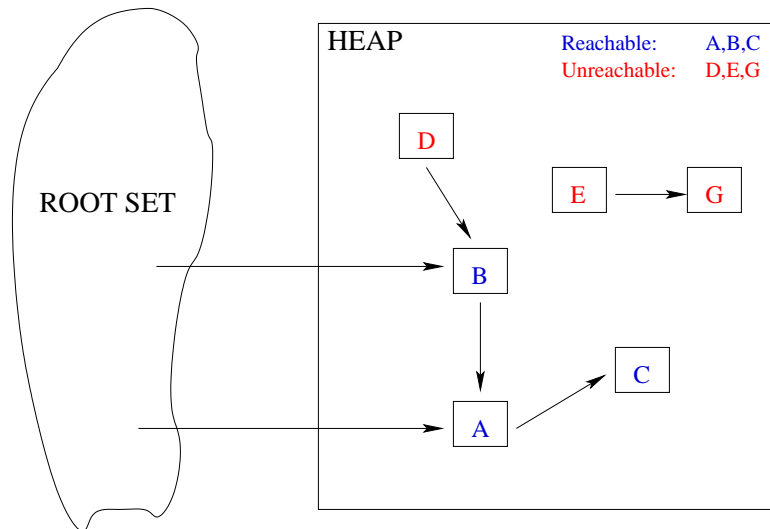 HEAP
Reachable: A,B,C
Unreachable: D,E,G
D
E
G
ROOT SET
B
C
A